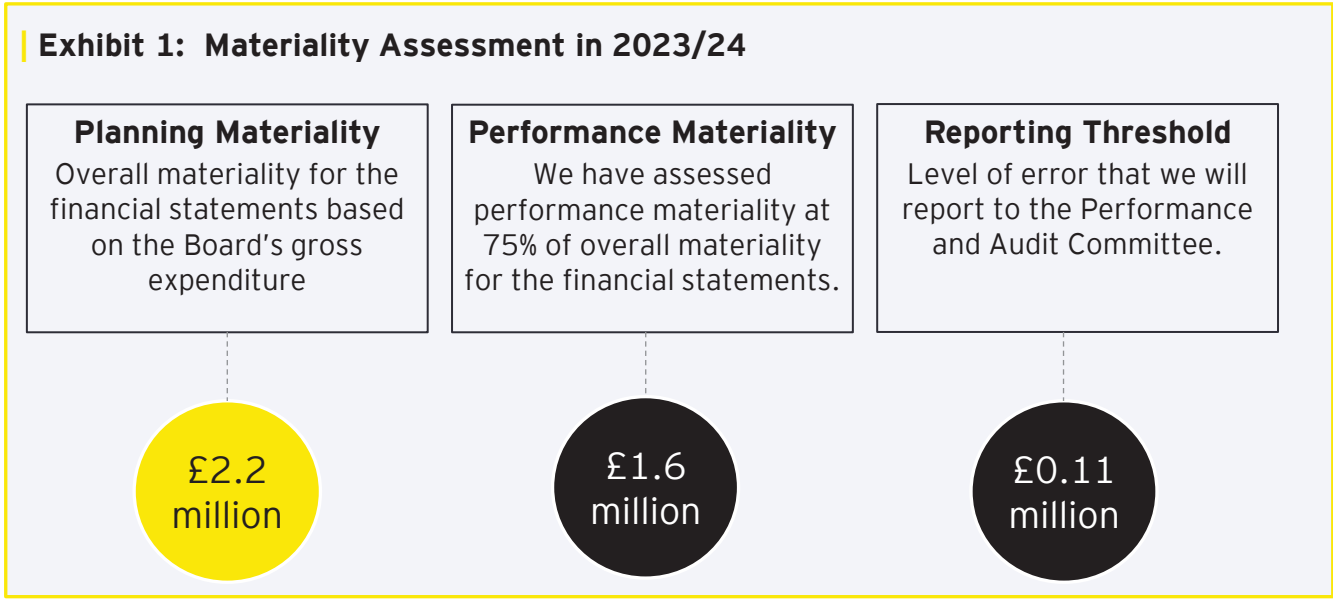 Exhibit 1: Materiality Assessment in 2023/24
Planning Materiality
Overall materiality for the
financial statements based
on the Board’s gross
expenditure
Performance Materiality
We have assessed
performance materiality at
75% of overall materiality
for the financial statements.
Reporting Threshold
Level of error that we will
report to the Performance
and Audit Committee.
£2.2
million
£1.6
million
£0.11
million